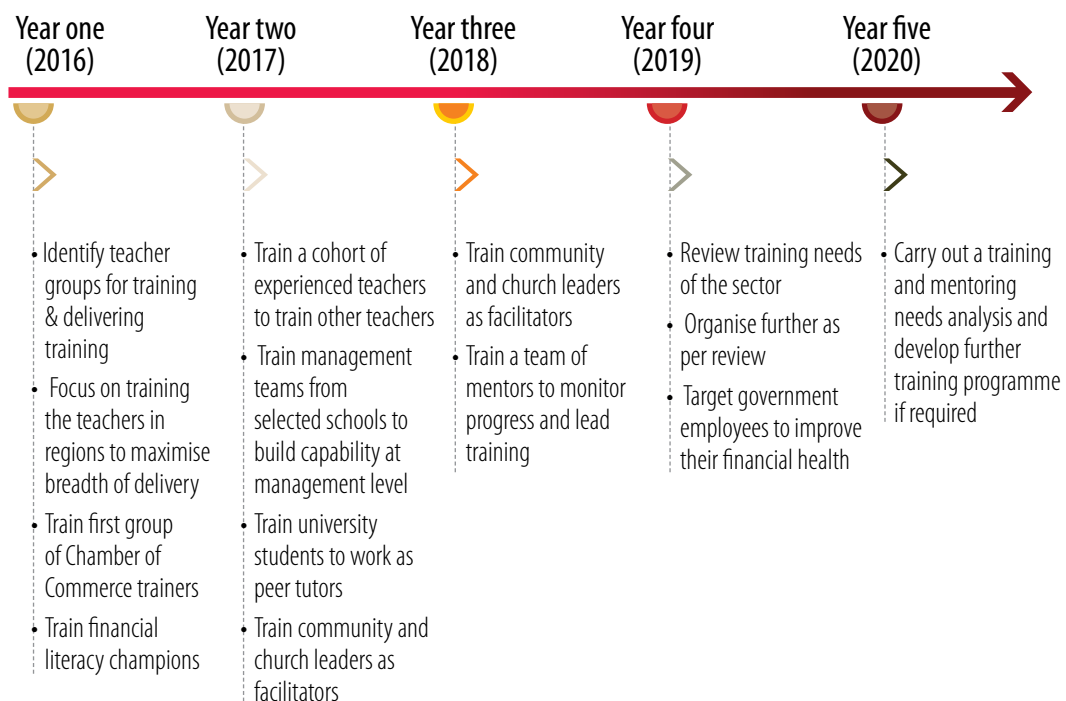 Year one
(2016)
Year two
(2017)
Year three
(2018)
Year four
(2019)
Year five
(2020)
• Identify teacher
groups for training
& delivering
training
• Focus on training
the teachers in
regions to maximise
breadth of delivery
• Train first group
of Chamber of
Commerce trainers
• Train financial
literacy champions
• Train a cohort of
experienced teachers
to train other teachers
• Train management
teams from
selected schools to
build capability at
management level
• Train university
students to work as
peer tutors
• Train community and
church leaders as
facilitators
• Train community
and church leaders
as facilitators
• Train a team of
mentors to monitor
progress and lead
training
• Review training needs
of the sector
• Organise further as
per review
• Target government
employees to improve
their financial health
• Carry out a training
and mentoring
needs analysis and
develop further
training programme
if required